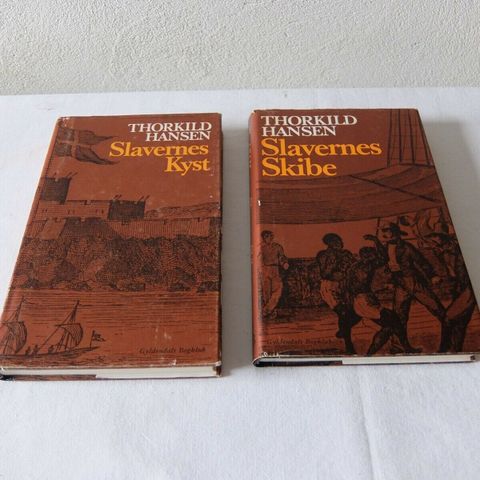 THORKILD
HANSEN
Slavernes
Kyst
Gyldendals Bogklub
THORKILD
HANSEN
Slavernes
Skibe
Gyldendals Bogklub